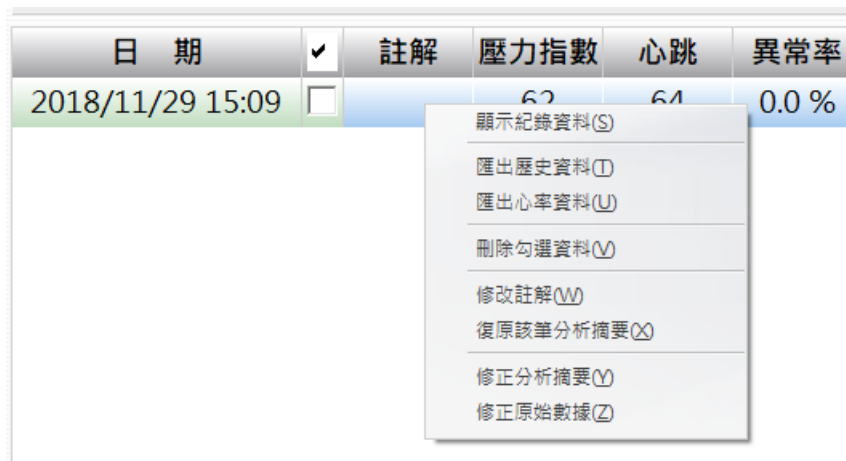 日 期 ✔ 註解 壓力指數 心跳 異常率
2018/11/29 15:09 62 64 0.0 %
顯示紀錄資料(S)
匯出歷史資料(T)
匯出心率資料(U)
刪除勾選資料(V)
修改註解(W)
復原該筆分析摘要(X)
修正分析摘要(Y)
修正原始數據(Z)